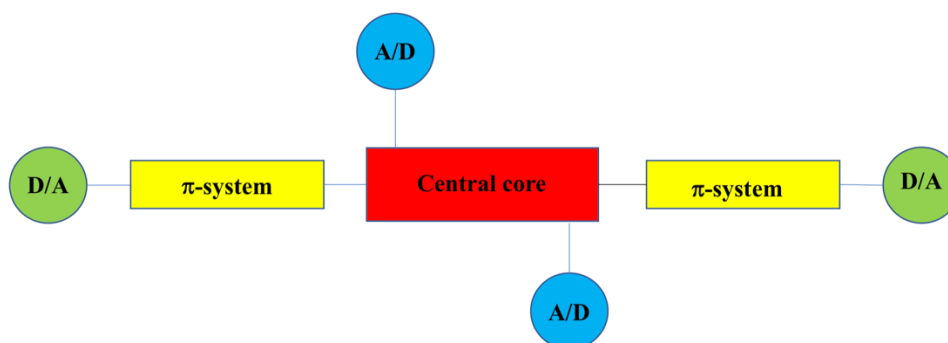 A/D
D/A
π-system
Central core
π-system
D/A
A/D